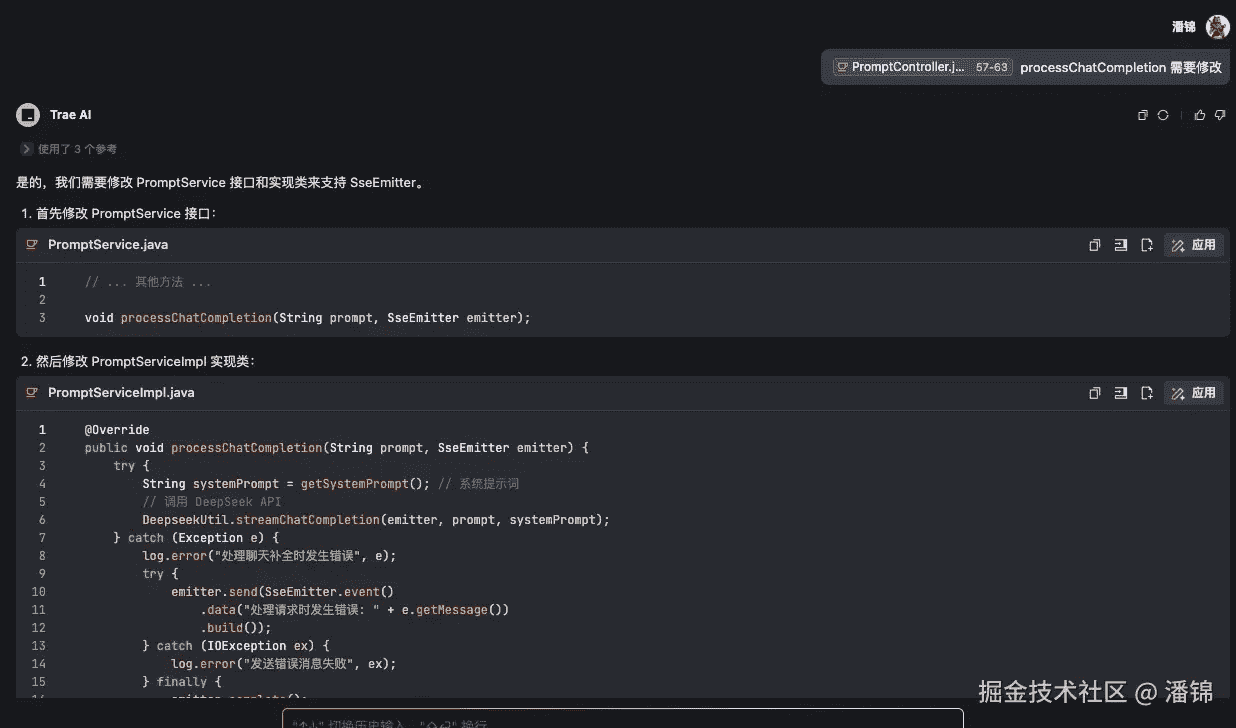 潘锦
PromptController.j... 57-63 processChatCompletion 需要修改
Trae AI
使用了 3 个参考
是的，我们需要修改 PromptService 接口和实现类来支持 SseEmitter。
1. 首先修改 PromptService 接口：
PromptService.java
应用
1 // ... 其他方法 ...
2
3 void processChatCompletion(String prompt, SseEmitter emitter);
2. 然后修改 PromptServiceImpl 实现类：
PromptServiceImpl.java
应用
1 @Override
2 public void processChatCompletion(String prompt, SseEmitter emitter) {
3 try {
4 String systemPrompt = getSystemPrompt(); // 系统提示词
5 // 调用 DeepSeek API
6 DeepseekUtil.streamChatCompletion(emitter, prompt, systemPrompt);
7 } catch (Exception e) {
8 log.error("处理聊天补全时发生错误", e);
9 try {
10 emitter.send(SseEmitter.event()
11 .data("处理请求时发生错误: " + e.getMessage())
12 .build());
13 } catch (IOException ex) {
14 log.error("发送错误消息失败", ex);
15 } finally {
掘金技术社区 @ 潘锦